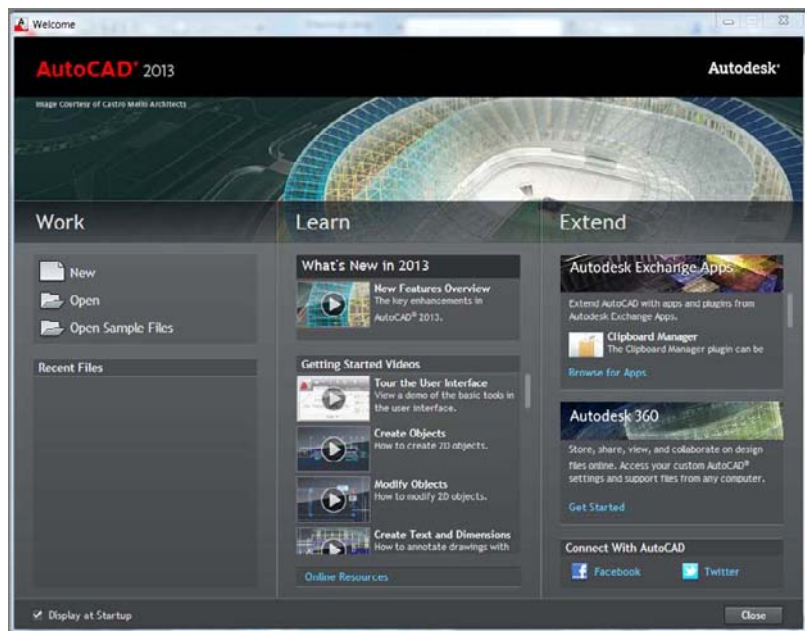 Welcome
AutoCAD® 2013
Autodesk®
Image Courtesy of Castro Mello Architects
Work
New
Open
Open Sample Files
Recent Files
Learn
What's New in 2013
New Features Overview
The key enhancements in
AutoCAD® 2013.
Getting Started Videos
Tour the User Interface
View a demo of the basic tools in
the user interface.
Create Objects
How to create 2D objects.
Modify Objects
How to modify 2D objects.
Create Text and Dimensions
How to annotate drawings with
Online Resources
Extend
Autodesk Exchange Apps
Extend AutoCAD with apps and plugins from
Autodesk Exchange Apps.
Clipboard Manager
The Clipboard Manager plugin can be
Browse for Apps
Autodesk 360
Store, share, view, and collaborate on design
files online. Access your custom AutoCAD®
settings and support files from any computer.
Get Started
Connect With AutoCAD
Facebook
Twitter
Display at Startup
Close